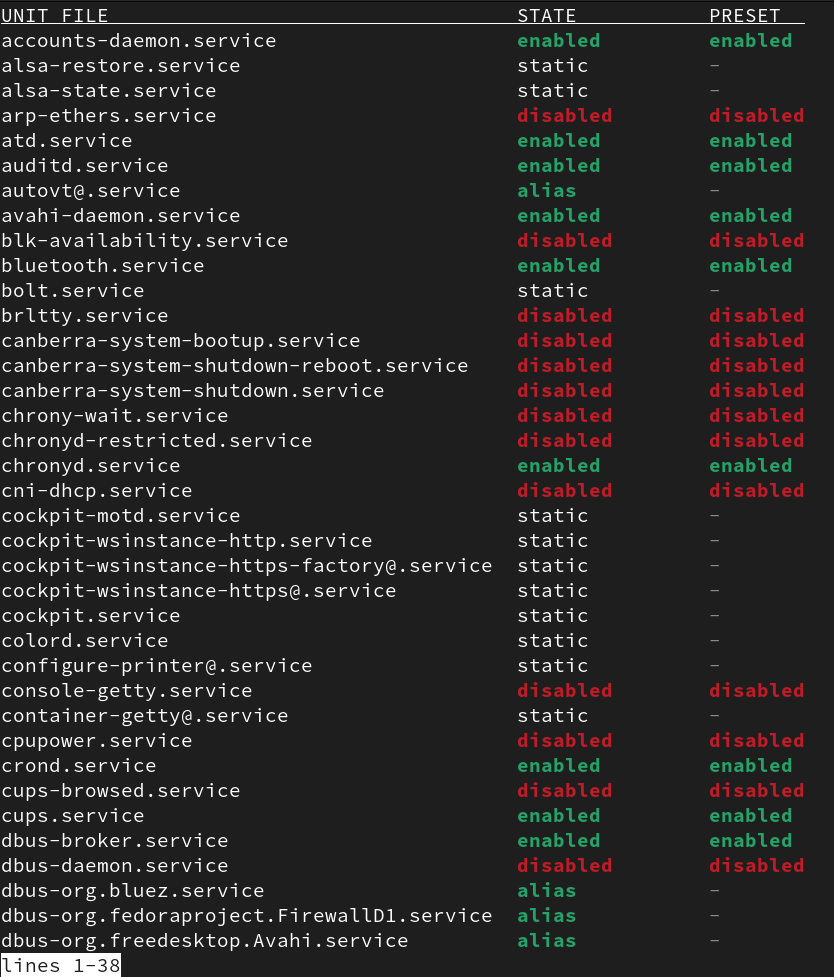 UNIT FILE                                  STATE           PRESET
accounts-daemon.service                    enabled         enabled
alsa-restore.service                       static          -
alsa-state.service                         static          -
arp-ethers.service                         disabled        disabled
atd.service                                enabled         enabled
auditd.service                             enabled         enabled
autovt@.service                            alias           -
avahi-daemon.service                       enabled         enabled
blk-availability.service                   disabled        disabled
bluetooth.service                          enabled         enabled
bolt.service                               static          -
brltty.service                             disabled        disabled
canberra-system-bootup.service             disabled        disabled
canberra-system-shutdown-reboot.service    disabled        disabled
canberra-system-shutdown.service           disabled        disabled
chrony-wait.service                        disabled        disabled
chronyd-restricted.service                 disabled        disabled
chronyd.service                            enabled         enabled
cni-dhcp.service                           disabled        disabled
cockpit-motd.service                       static          -
cockpit-wsinstance-http.service            static          -
cockpit-wsinstance-https-factory@.service  static          -
cockpit-wsinstance-https@.service          static          -
cockpit.service                            static          -
colord.service                             static          -
configure-printer@.service                 static          -
console-getty.service                      disabled        disabled
container-getty@.service                   static          -
cpupower.service                           disabled        disabled
crond.service                              enabled         enabled
cups-browsed.service                       disabled        disabled
cups.service                               enabled         enabled
dbus-broker.service                        enabled         enabled
dbus-daemon.service                        disabled        disabled
dbus-org.bluez.service                     alias           -
dbus-org.fedoraproject.FirewallD1.service  alias           -
dbus-org.freedesktop.Avahi.service         alias           -
lines 1-38